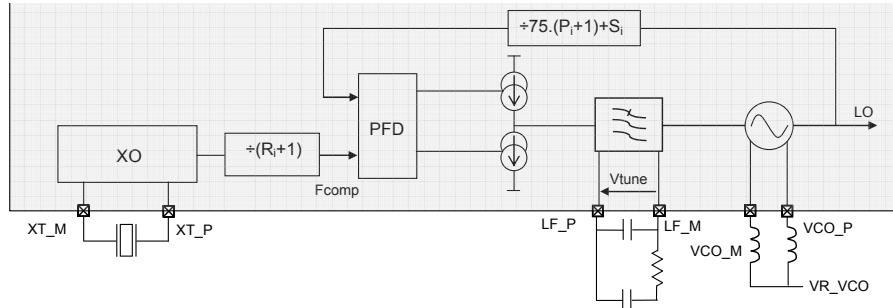 ÷75.(Pi+1)+Si
LO
PFD
XO
÷(Ri+1)
Fcomp
Vtune
XT_M
XT_P
LF_P
LF_M
VCO_M
VCO_P
VR_VCO